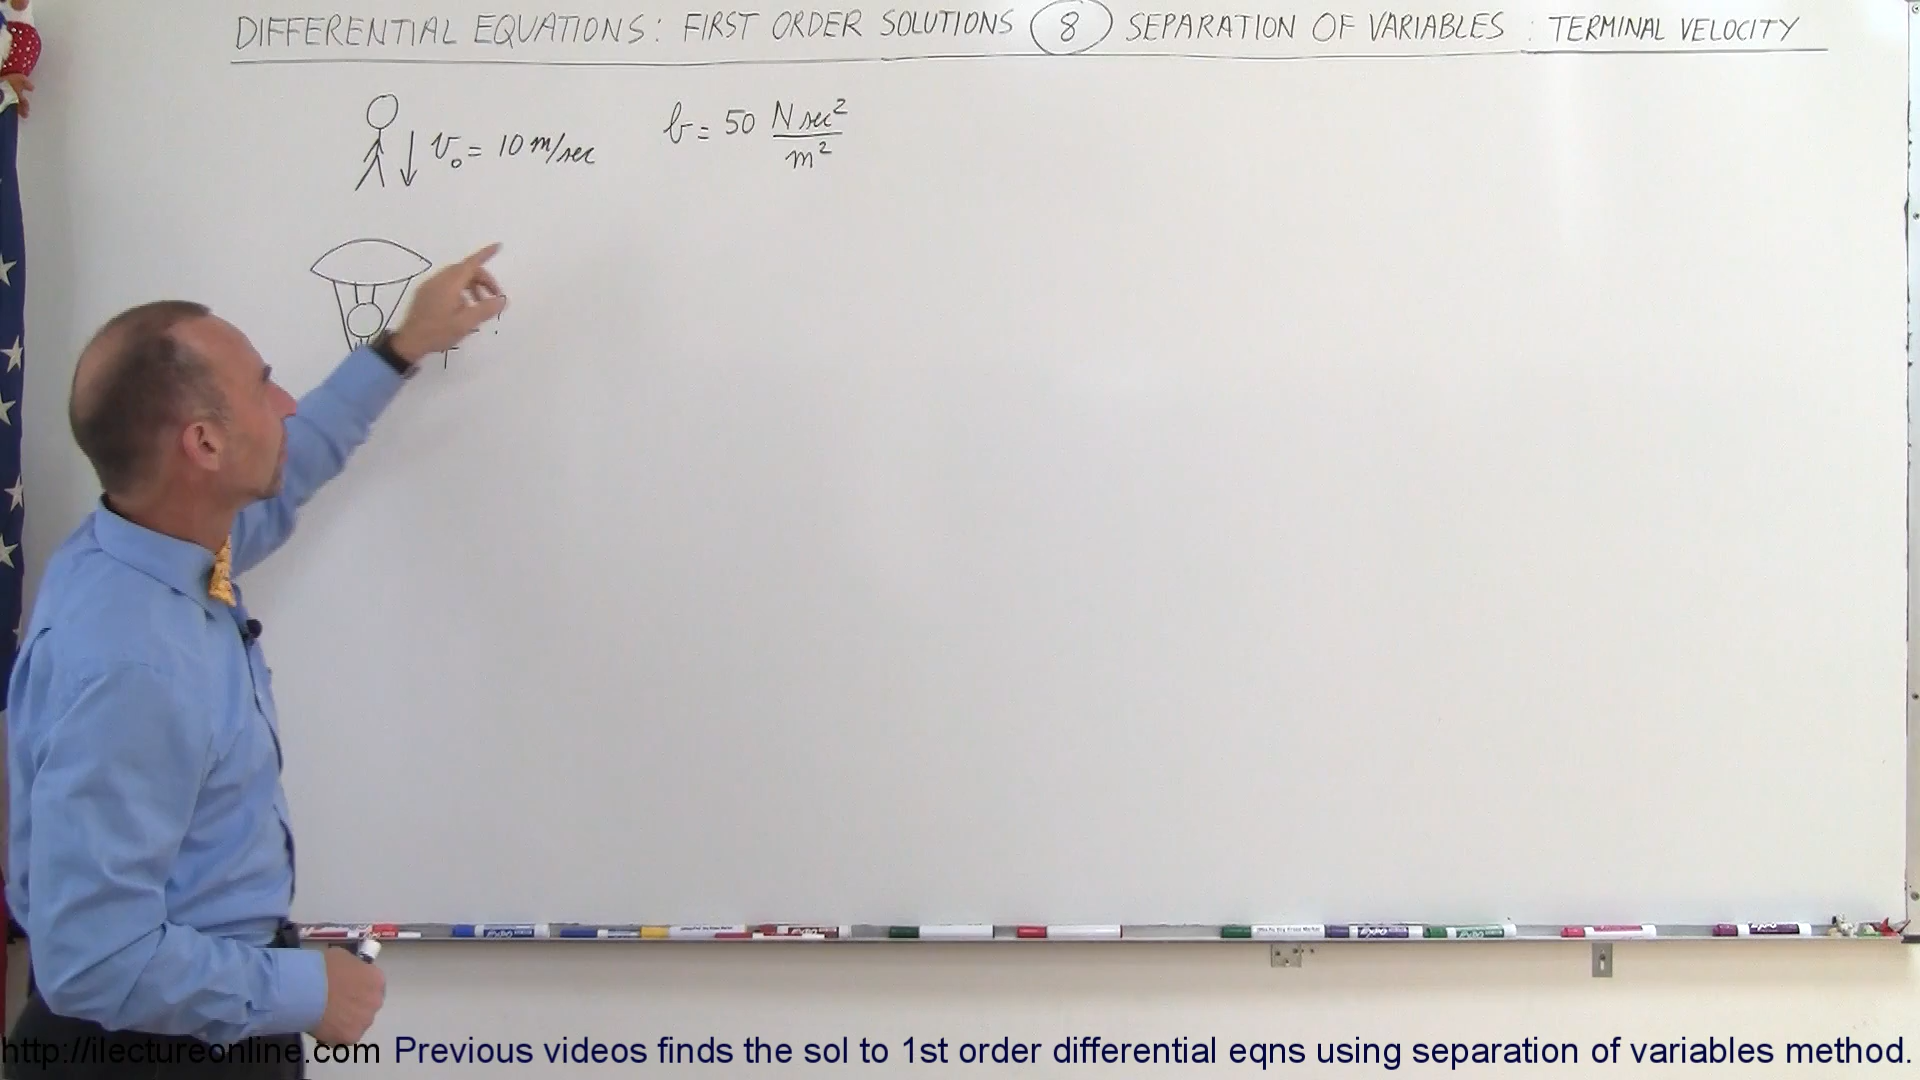 DIFFERENTIAL EQUATIONS: FIRST ORDER SOLUTIONS 8 SEPARATION OF VARIABLES : TERMINAL VELOCITY
v₀ = 10 m/sec
b = 50 N sec² / m²
= ?
http://ilectureonline.com Previous videos finds the sol to 1st order differential eqns using separation of variables method.